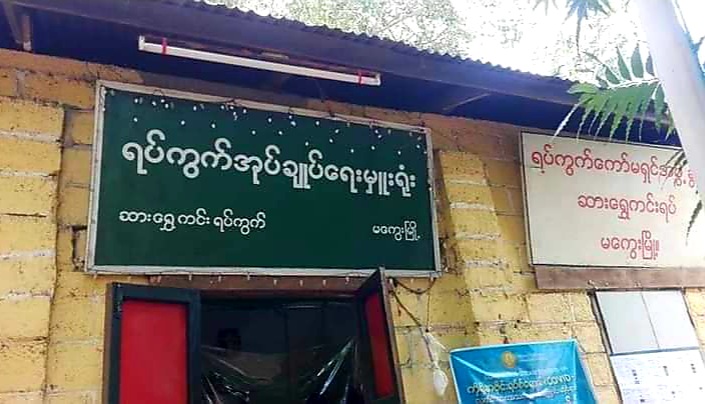 ရပ်ကွက်အုပ်ချုပ်ရေးမှူးရုံး
ဆားရွှေကင်းရပ်ကွက်
မကွေးမြို့
ရပ်ကွက်ကော်မရှင်အဖွဲ့ခွဲ
ဆားရွှေကင်းရပ်
မကွေးမြို့။